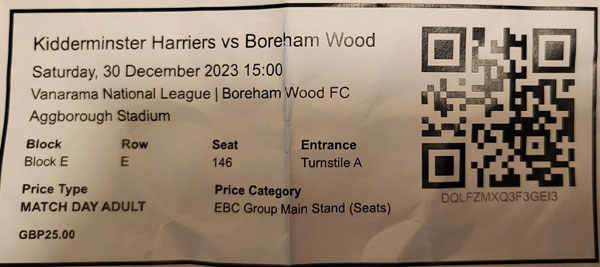 Kidderminster Harriers vs Boreham Wood
Saturday, 30 December 2023 15:00
Vanarama National League | Boreham Wood FC
Aggborough Stadium
Block Row Seat Entrance
Block E E 146 Turnstile A
Price Type Price Category
MATCH DAY ADULT EBC Group Main Stand (Seats)
GBP25.00
DQLFZMXQ3F3GEI3